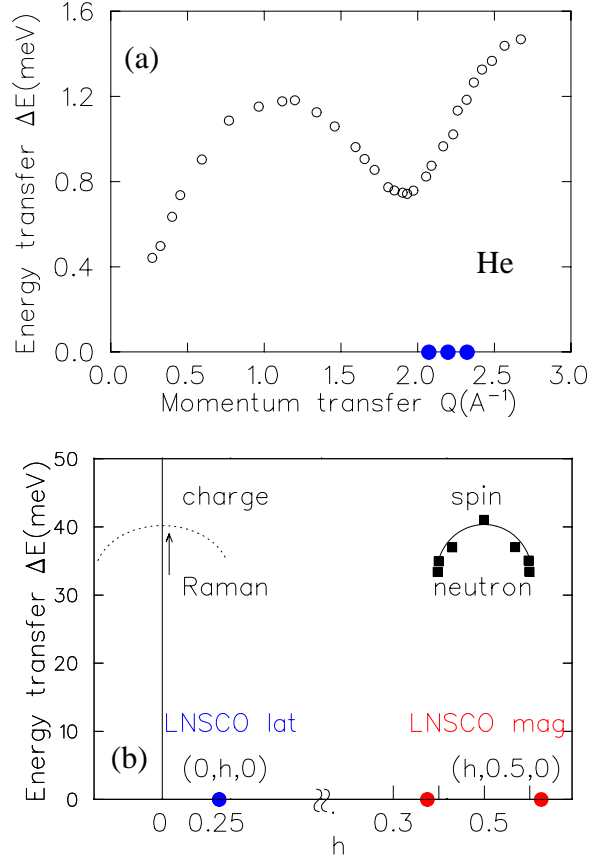 (a)
Energy transfer ΔE(meV)
1.6
1.2
0.8
0.4
0.0
He
0.0 0.5 1.0 1.5 2.0 2.5 3.0
Momentum transfer Q(A⁻¹)
Energy transfer ΔE(meV)
50
40
30
20
10
0
charge spin
Raman neutron
LNSCO lat LNSCO mag
(b) (0,h,0) (h,0.5,0)
0 0.25 0.3 0.5
h